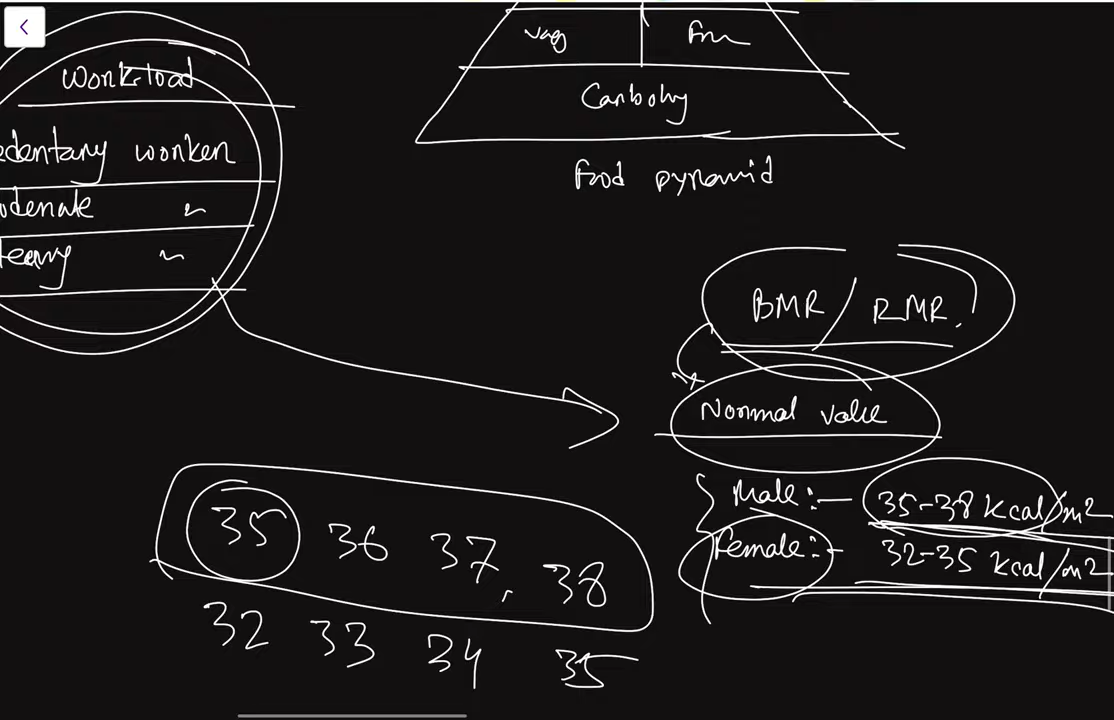 Workload
edentary worker
oderate ~
Heavy ~
Veg
Fru
Carbohy
Food pyramid
BMR / RMR.
Normal value
Male:- 35-38 Kcal/m2
Female:- 32-35 Kcal/m2
35 36 37, 38
32 33 34 35